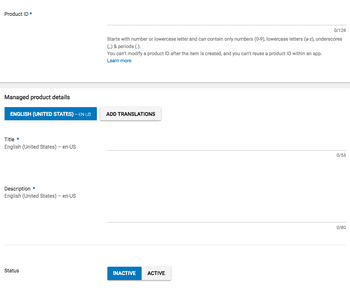 Product ID *
0/128
Starts with number or lowercase letter and can contain only numbers (0-9), lowercase letters (a-z), underscores
(_) & periods (.).
You can't modify a product ID after the item is created, and you can't reuse a product ID within an app.
Learn more
Managed product details
ENGLISH (UNITED STATES) – EN-US
ADD TRANSLATIONS
Title *
English (United States) – en-US
0/55
Description *
English (United States) – en-US
0/80
Status
INACTIVE
ACTIVE